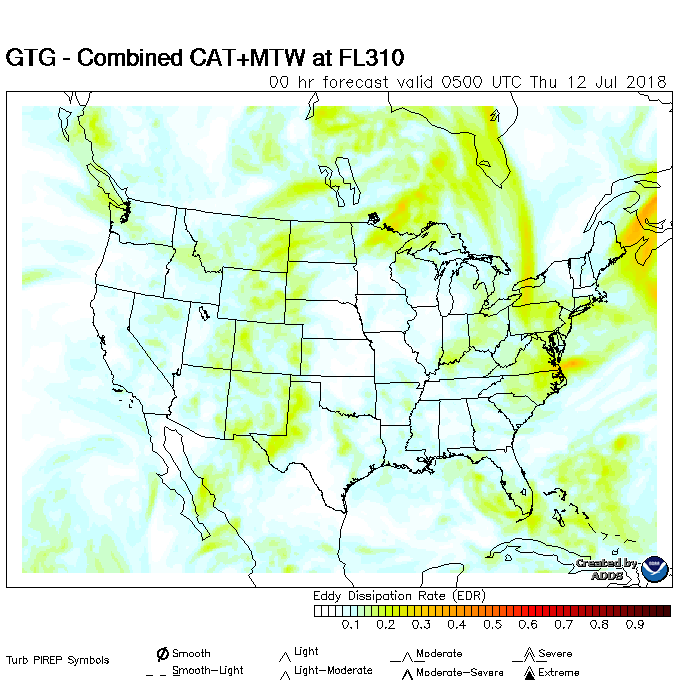 GTG - Combined CAT+MTW at FL310
00 hr forecast valid 0500 UTC Thu 12 Jul 2018
Created by
ADDS
Eddy Dissipation Rate (EDR)
0.1 0.2 0.3 0.4 0.5 0.6 0.7 0.8 0.9
Turb PIREP Symbols
Smooth Light Moderate Severe
Smooth-Light Light-Moderate Moderate-Severe Extreme